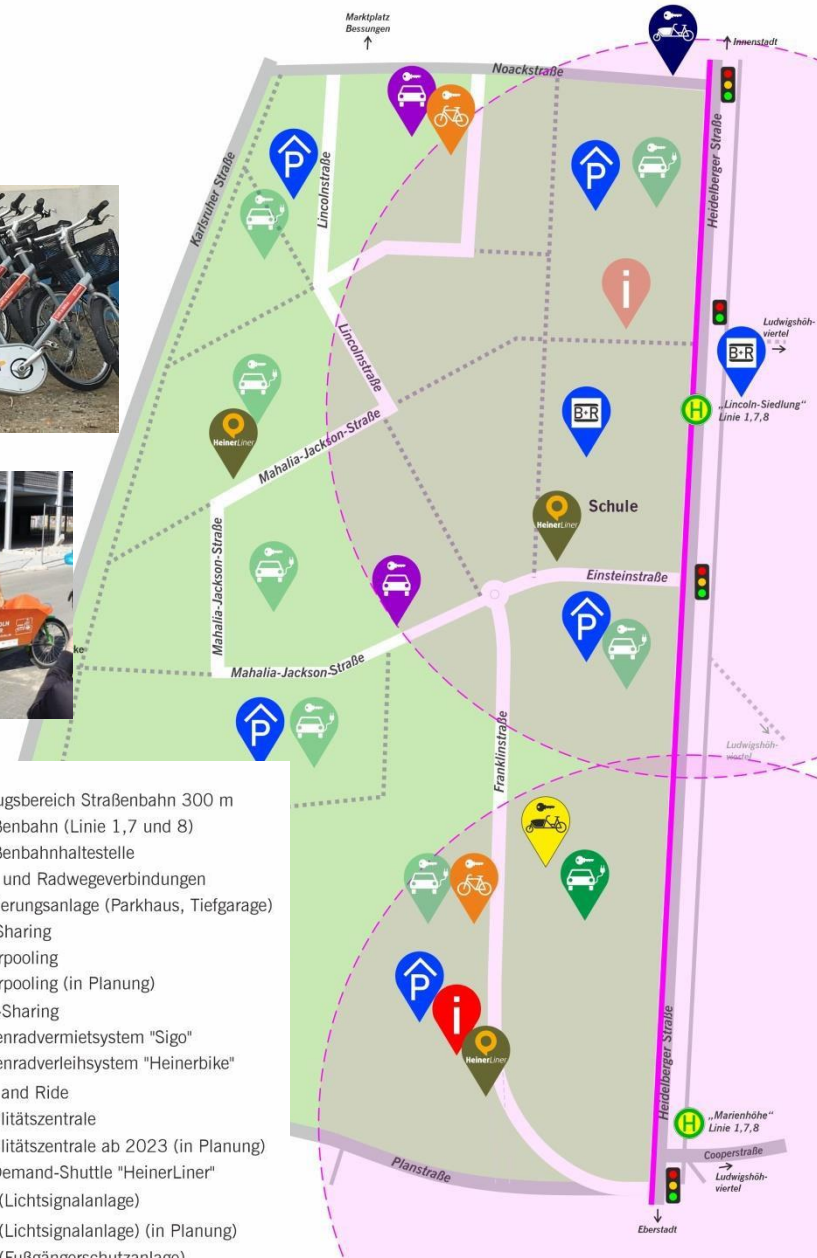 Marktplatz
Bessungen
Innenstadt
Noackstraße
Karlsruher Straße
Lincolnstraße
Heidelberger Straße
P
P
i
Ludwigshöh-
viertel
B+R
Lincolnstraße
B+R
H
„Lincoln-Siedlung"
Linie 1,7,8
HeinerLiner
Mahalia-Jackson-Straße
HeinerLiner
Schule
Mahalia-Jackson-Straße
Einsteinstraße
P
Mahalia-Jackson-Straße
P
Franklinstraße
Ludwigshöh-
viertel
ugsbereich Straßenbahn 300 m
ßenbahn (Linie 1,7 und 8)
ßenbahnhaltestelle
und Radwegeverbindungen
erungsanlage (Parkhaus, Tiefgarage)
Sharing
rpooling
rpooling (in Planung)
-Sharing
enradvermietsystem "Sigo"
enradverleihsystem "Heinerbike"
and Ride
litätszentrale
litätszentrale ab 2023 (in Planung)
Demand-Shuttle "HeinerLiner"
(Lichtsignalanlage)
(Lichtsignalanlage) (in Planung)
(Fußgängerschutzanlage)
P
i
HeinerLiner
Heidelberger Straße
H
„Marienhöhe"
Linie 1,7,8
Cooperstraße
Planstraße
Ludwigshöh-
viertel
Eberstadt